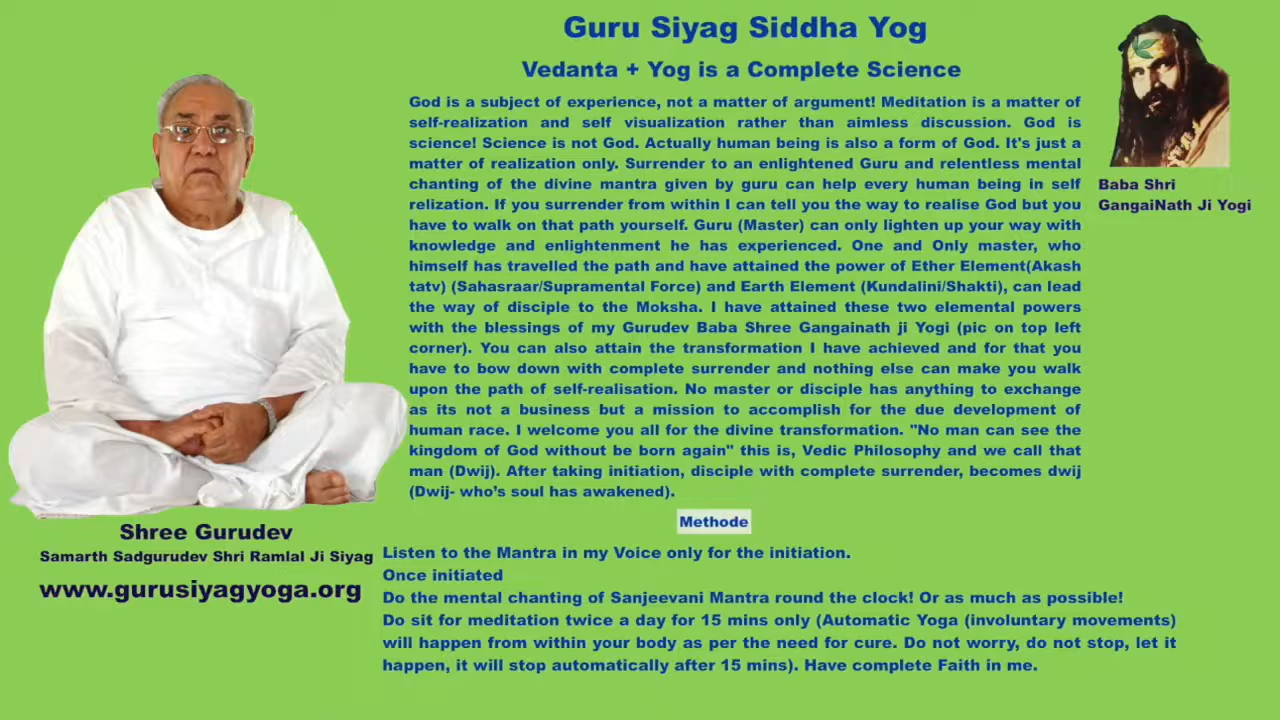 Guru Siyag Siddha Yog
Vedanta + Yog is a Complete Science
God is a subject of experience, not a matter of argument! Meditation is a matter of
self-realization and self visualization rather than aimless discussion. God is
science! Science is not God. Actually human being is also a form of God. It's just a
matter of realization only. Surrender to an enlightened Guru and relentless mental
chanting of the divine mantra given by guru can help every human being in self
relization. If you surrender from within I can tell you the way to realise God but you
have to walk on that path yourself. Guru (Master) can only lighten up your way with
knowledge and enlightenment he has experienced. One and Only master, who
himself has travelled the path and have attained the power of Ether Element(Akash
tatv) (Sahasraar/Supramental Force) and Earth Element (Kundalini/Shakti), can lead
the way of disciple to the Moksha. I have attained these two elemental powers
with the blessings of my Gurudev Baba Shree Gangainath ji Yogi (pic on top left
corner). You can also attain the transformation I have achieved and for that you
have to bow down with complete surrender and nothing else can make you walk
upon the path of self-realisation. No master or disciple has anything to exchange
as its not a business but a mission to accomplish for the due development of
human race. I welcome you all for the divine transformation. "No man can see the
kingdom of God without be born again" this is, Vedic Philosophy and we call that
man (Dwij). After taking initiation, disciple with complete surrender, becomes dwij
(Dwij- who's soul has awakened).
Baba Shri
GangaiNath Ji Yogi
Shree Gurudev
Samarth Sadgurudev Shri Ramlal Ji Siyag
www.gurusiyagyoga.org
Methode
Listen to the Mantra in my Voice only for the initiation.
Once initiated
Do the mental chanting of Sanjeevani Mantra round the clock! Or as much as possible!
Do sit for meditation twice a day for 15 mins only (Automatic Yoga (involuntary movements)
will happen from within your body as per the need for cure. Do not worry, do not stop, let it
happen, it will stop automatically after 15 mins). Have complete Faith in me.